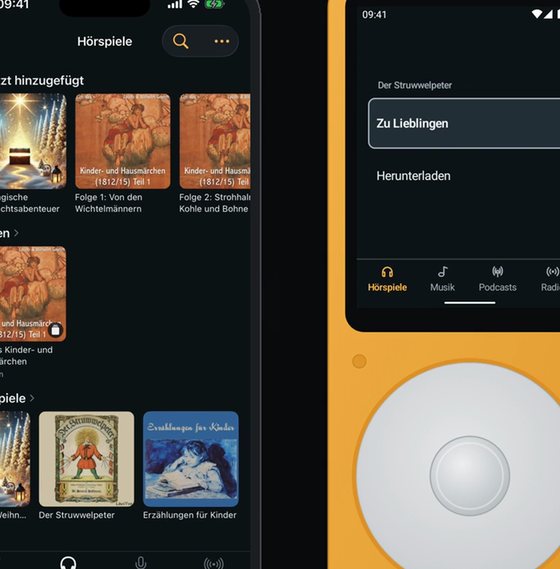 09:41
Hörspiele
zt hinzugefügt
Kinder- und Hausmärchen
(1812/15) Teil 1
Kinder- und Hausmä
(1812/15) Teil
gische
chtsabenteuer
Folge 1: Von den
Wichtelmännern
Folge 2: Strohhal
Kohle und Bohne
en >
und Hausmärchen
812/15) Teil 1
s Kinder- und
ärchen
n
piele >
Der Struwwelpeter
Erzählungen für Kinder
Weihn...
Der Struwwelpeter
Erzählungen für Kinder
09:41
Der Struwwelpeter
Zu Lieblingen
Herunterladen
Hörspiele
Musik
Podcasts
Radi